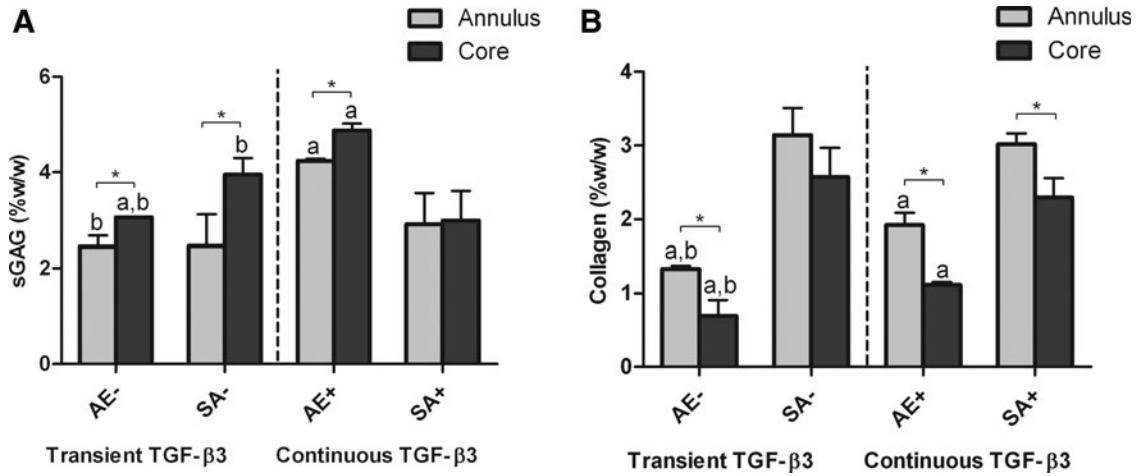 A
Annulus
Core
sGAG (%w/w)
6
4
2
0
*
*
*
b
a,b
b
a
a
AE-
SA-
AE+
SA+
Transient TGF-β3
Continuous TGF-β3
B
Annulus
Core
Collagen (%w/w)
4
3
2
1
0
*
*
*
a,b
a,b
a
a
AE-
SA-
AE+
SA+
Transient TGF-β3
Continuous TGF-β3